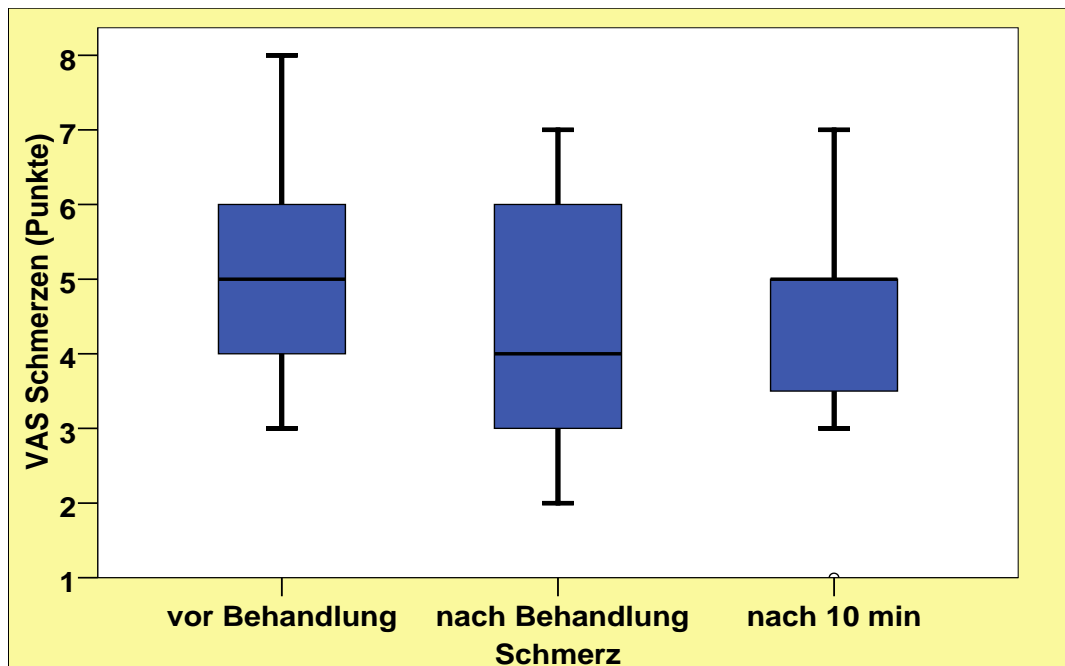 VAS Schmerzen (Punkte)
8
7
6
5
4
3
2
1
vor Behandlung
nach Behandlung
nach 10 min
Schmerz